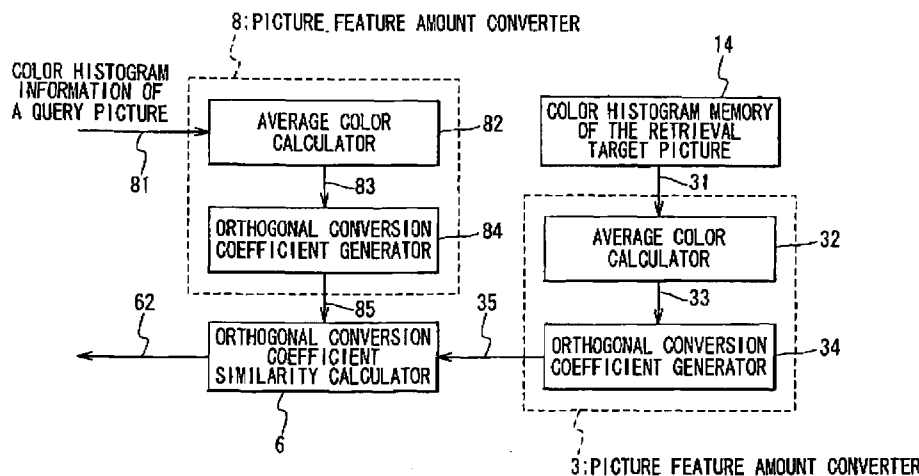 8:PICTURE FEATURE AMOUNT CONVERTER
COLOR HISTOGRAM
INFORMATION OF
A QUERY PICTURE
81
AVERAGE COLOR
CALCULATOR
82
83
ORTHOGONAL CONVERSION
COEFFICIENT GENERATOR
84
85
14
COLOR HISTOGRAM MEMORY
OF THE RETRIEVAL
TARGET PICTURE
31
AVERAGE COLOR
CALCULATOR
32
33
ORTHOGONAL CONVERSION
COEFFICIENT GENERATOR
34
35
62
ORTHOGONAL CONVERSION
COEFFICIENT
SIMILARITY CALCULATOR
6
3:PICTURE FEATURE AMOUNT CONVERTER